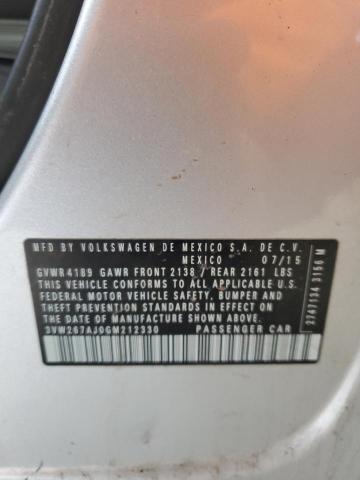 MFD. BY VOLKSWAGEN DE MEXICO S.A. DE C.V.
MEXICO 07/15
GVWR 4189 GAWR FRONT 2138 / REAR 2161 LBS
THIS VEHICLE CONFORMS TO ALL APPLICABLE
FEDERAL MOTOR VEHICLE SAFETY, BUMPER AND
THEFT PREVENTION STANDARDS IN EFFECT ON
THE DATE OF MANUFACTURE SHOWN ABOVE.
3VW267AJ0GM212330 PASSENGER CAR
2747134 3156 M